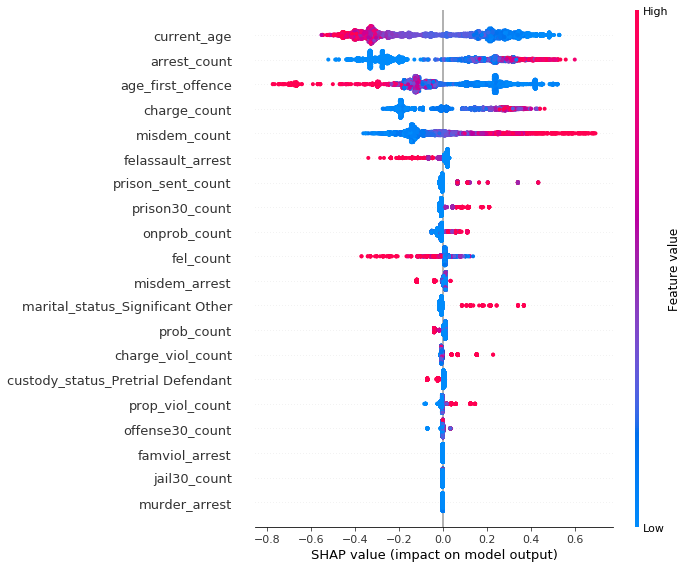 High
current_age
arrest_count
age_first_offence
charge_count
misdem_count
felassault_arrest
prison_sent_count
prison30_count
onprob_count
fel_count
misdem_arrest
marital_status_Significant Other
prob_count
charge_viol_count
custody_status_Pretrial Defendant
prop_viol_count
offense30_count
famviol_arrest
jail30_count
murder_arrest
Feature value
Low
−0.8 −0.6 −0.4 −0.2 0.0 0.2 0.4 0.6
SHAP value (impact on model output)